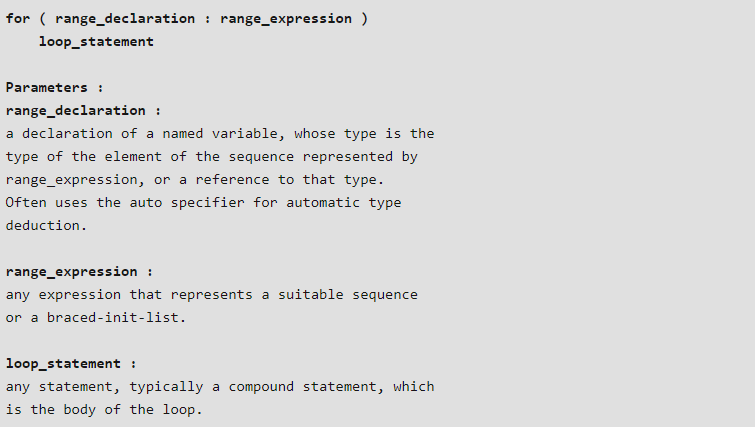 for ( range_declaration : range_expression )
    loop_statement
Parameters :
range_declaration :
a declaration of a named variable, whose type is the
type of the element of the sequence represented by
range_expression, or a reference to that type.
Often uses the auto specifier for automatic type
deduction.
range_expression :
any expression that represents a suitable sequence
or a braced-init-list.
loop_statement :
any statement, typically a compound statement, which
is the body of the loop.